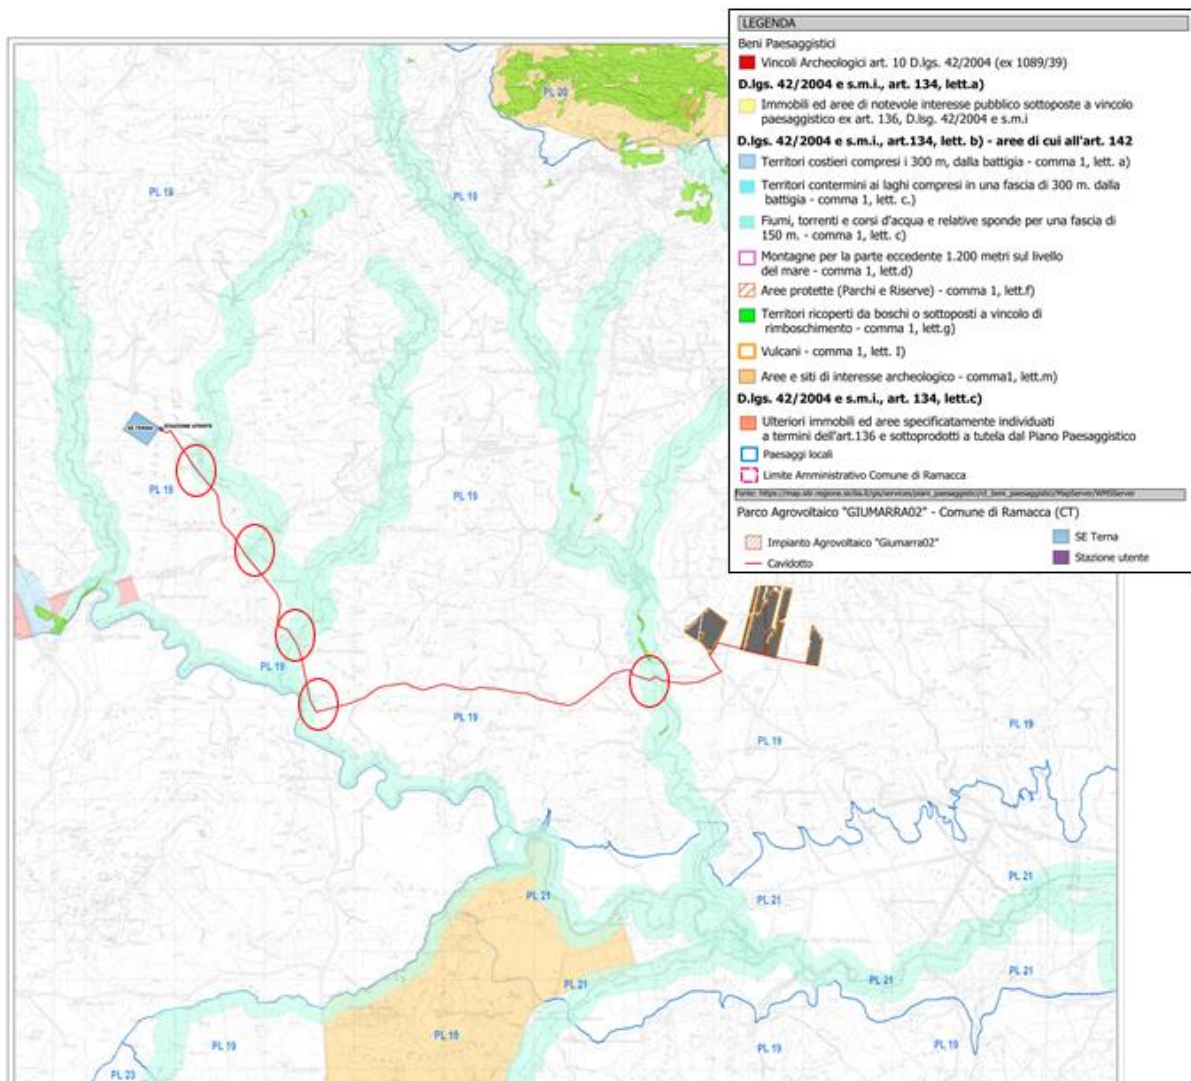 LEGENDA
Beni Paesaggistici
Vincoli Archeologici art. 10 D.lgs. 42/2004 (ex 1089/39)
D.lgs. 42/2004 e s.m.i., art. 134, lett.a)
Immobili ed aree di notevole interesse pubblico sottoposte a vincolo
paesaggistico ex art. 136, D.lsg. 42/2004 e s.m.i
D.lgs. 42/2004 e s.m.i., art.134, lett. b) - aree di cui all'art. 142
Territori costieri compresi i 300 m, dalla battigia - comma 1, lett. a)
Territori contermini ai laghi compresi in una fascia di 300 m. dalla
battigia - comma 1, lett. c.)
Fiumi, torrenti e corsi d'acqua e relative sponde per una fascia di
150 m. - comma 1, lett. c)
Montagne per la parte eccedente 1.200 metri sul livello
del mare - comma 1, lett.d)
Aree protette (Parchi e Riserve) - comma 1, lett.f)
Territori ricoperti da boschi o sottoposti a vincolo di
rimboschimento - comma 1, lett.g)
Vulcani - comma 1, lett. I)
Aree e siti di interesse archeologico - comma1, lett.m)
D.lgs. 42/2004 e s.m.i., art. 134, lett.c)
Ulteriori immobili ed aree specificatamente individuati
a termini dell'art.136 e sottoprodotti a tutela dal Piano Paesaggistico
Paesaggi locali
Limite Amministrativo Comune di Ramacca
Parco Agrovoltaico "GIUMARRA02" - Comune di Ramacca (CT)
Impianto Agrovoltaico "Giumarra02"
Cavidotto
SE Terna
Stazione utente
PL 20
PL 19
PL 19
SE TERNA
STAZIONE UTENTE
PL 19
PL 19
PL 19
PL 19
PL 19
PL 19
PL 21
PL 21
PL 21
PL 21
PL 21
PL 21
PL 19
PL 19
PL 19
PL 23